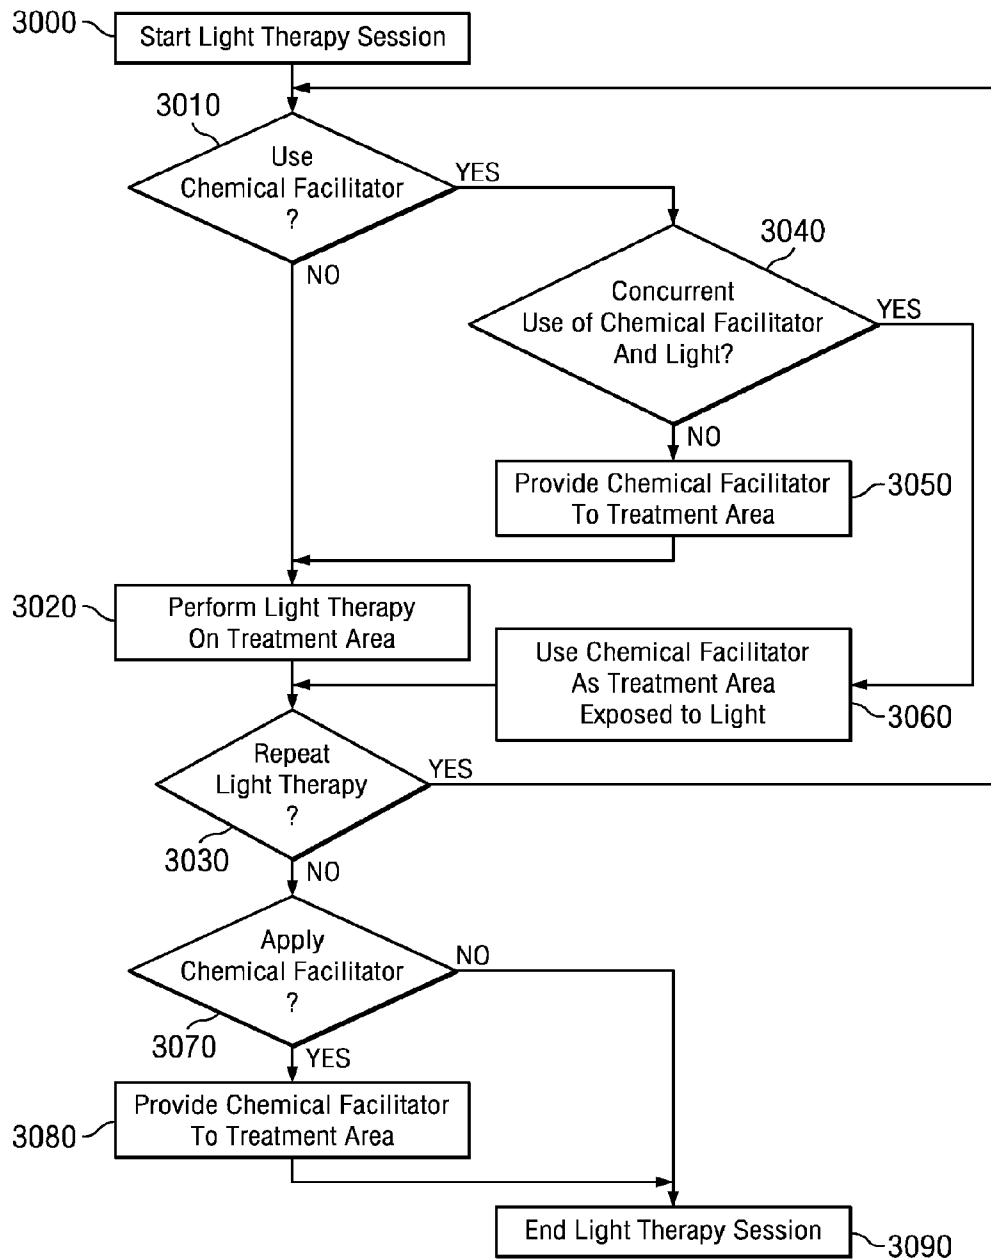 3000
Start Light Therapy Session
3010
Use
Chemical Facilitator
?
YES
NO
3040
Concurrent
Use of Chemical Facilitator
And Light?
YES
NO
Provide Chemical Facilitator
To Treatment Area
3050
3020
Perform Light Therapy
On Treatment Area
Use Chemical Facilitator
As Treatment Area
Exposed to Light
3060
Repeat
Light Therapy
?
YES
3030
NO
Apply
Chemical Facilitator
?
NO
3070
YES
3080
Provide Chemical Facilitator
To Treatment Area
End Light Therapy Session
3090